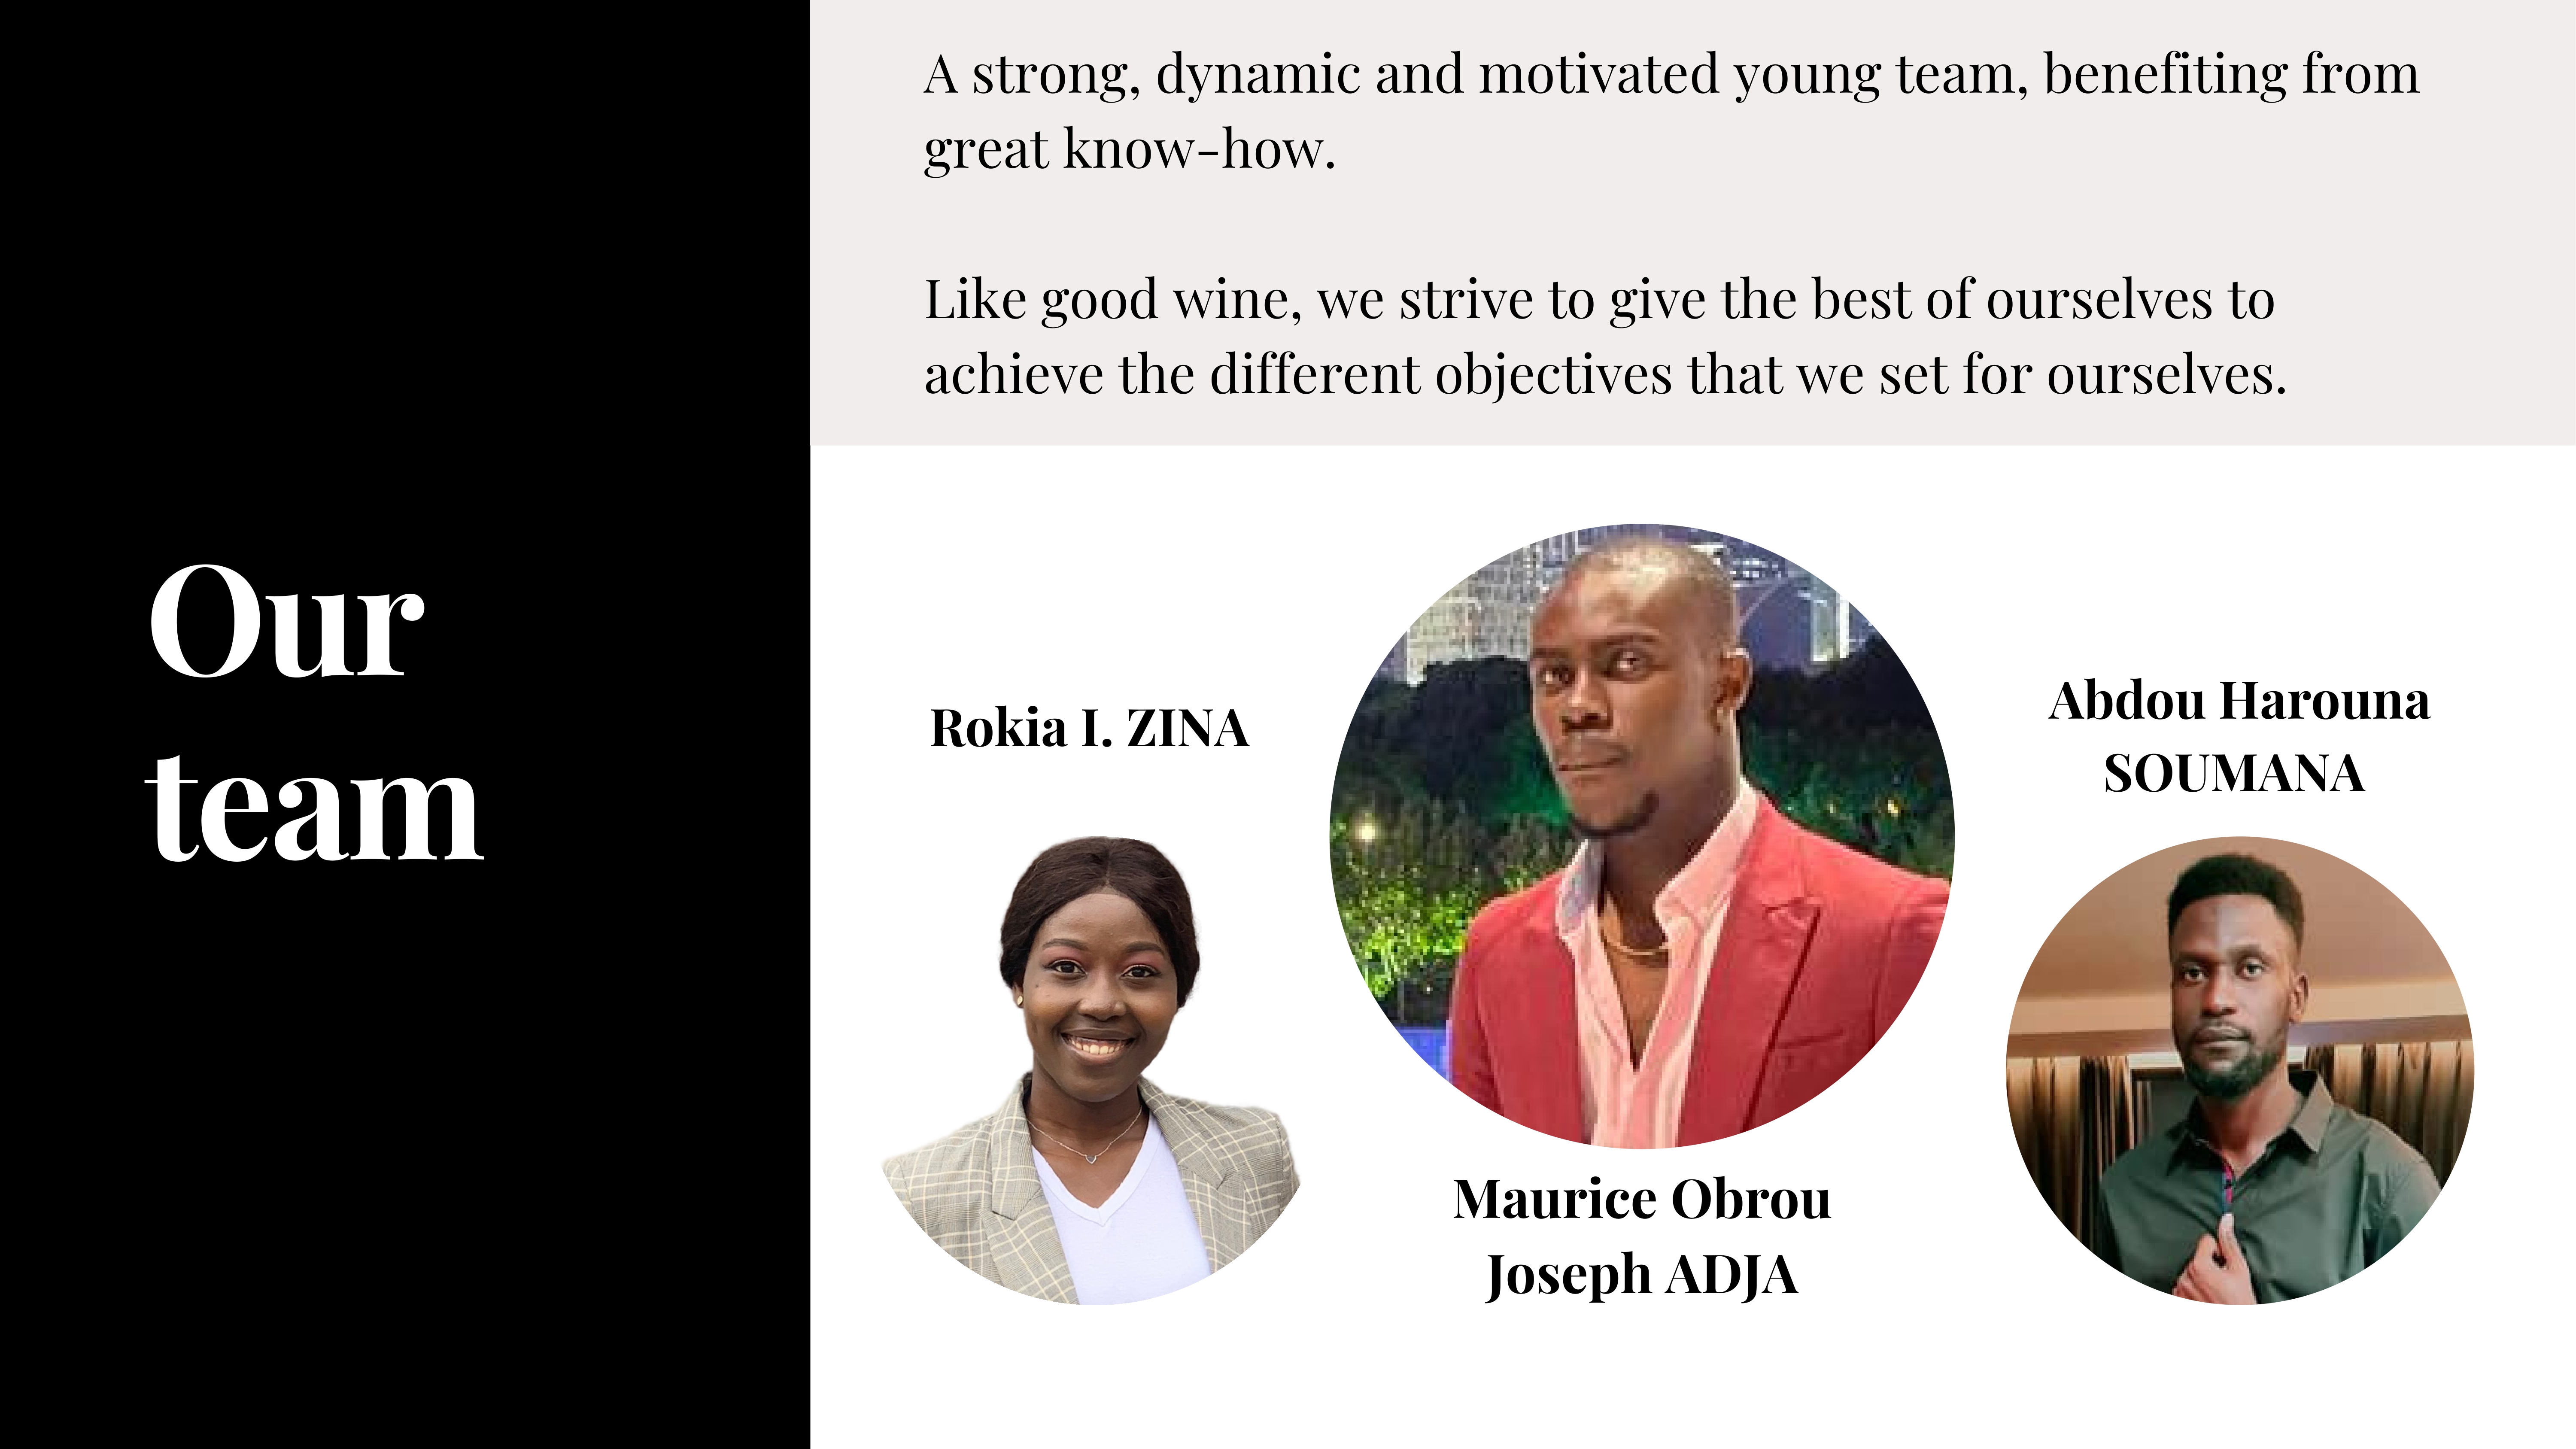 Our
team
A strong, dynamic and motivated young team, benefiting from
great know-how.
Like good wine, we strive to give the best of ourselves to
achieve the different objectives that we set for ourselves.
Rokia I. ZINA
Maurice Obrou
Joseph ADJA
Abdou Harouna
SOUMANA